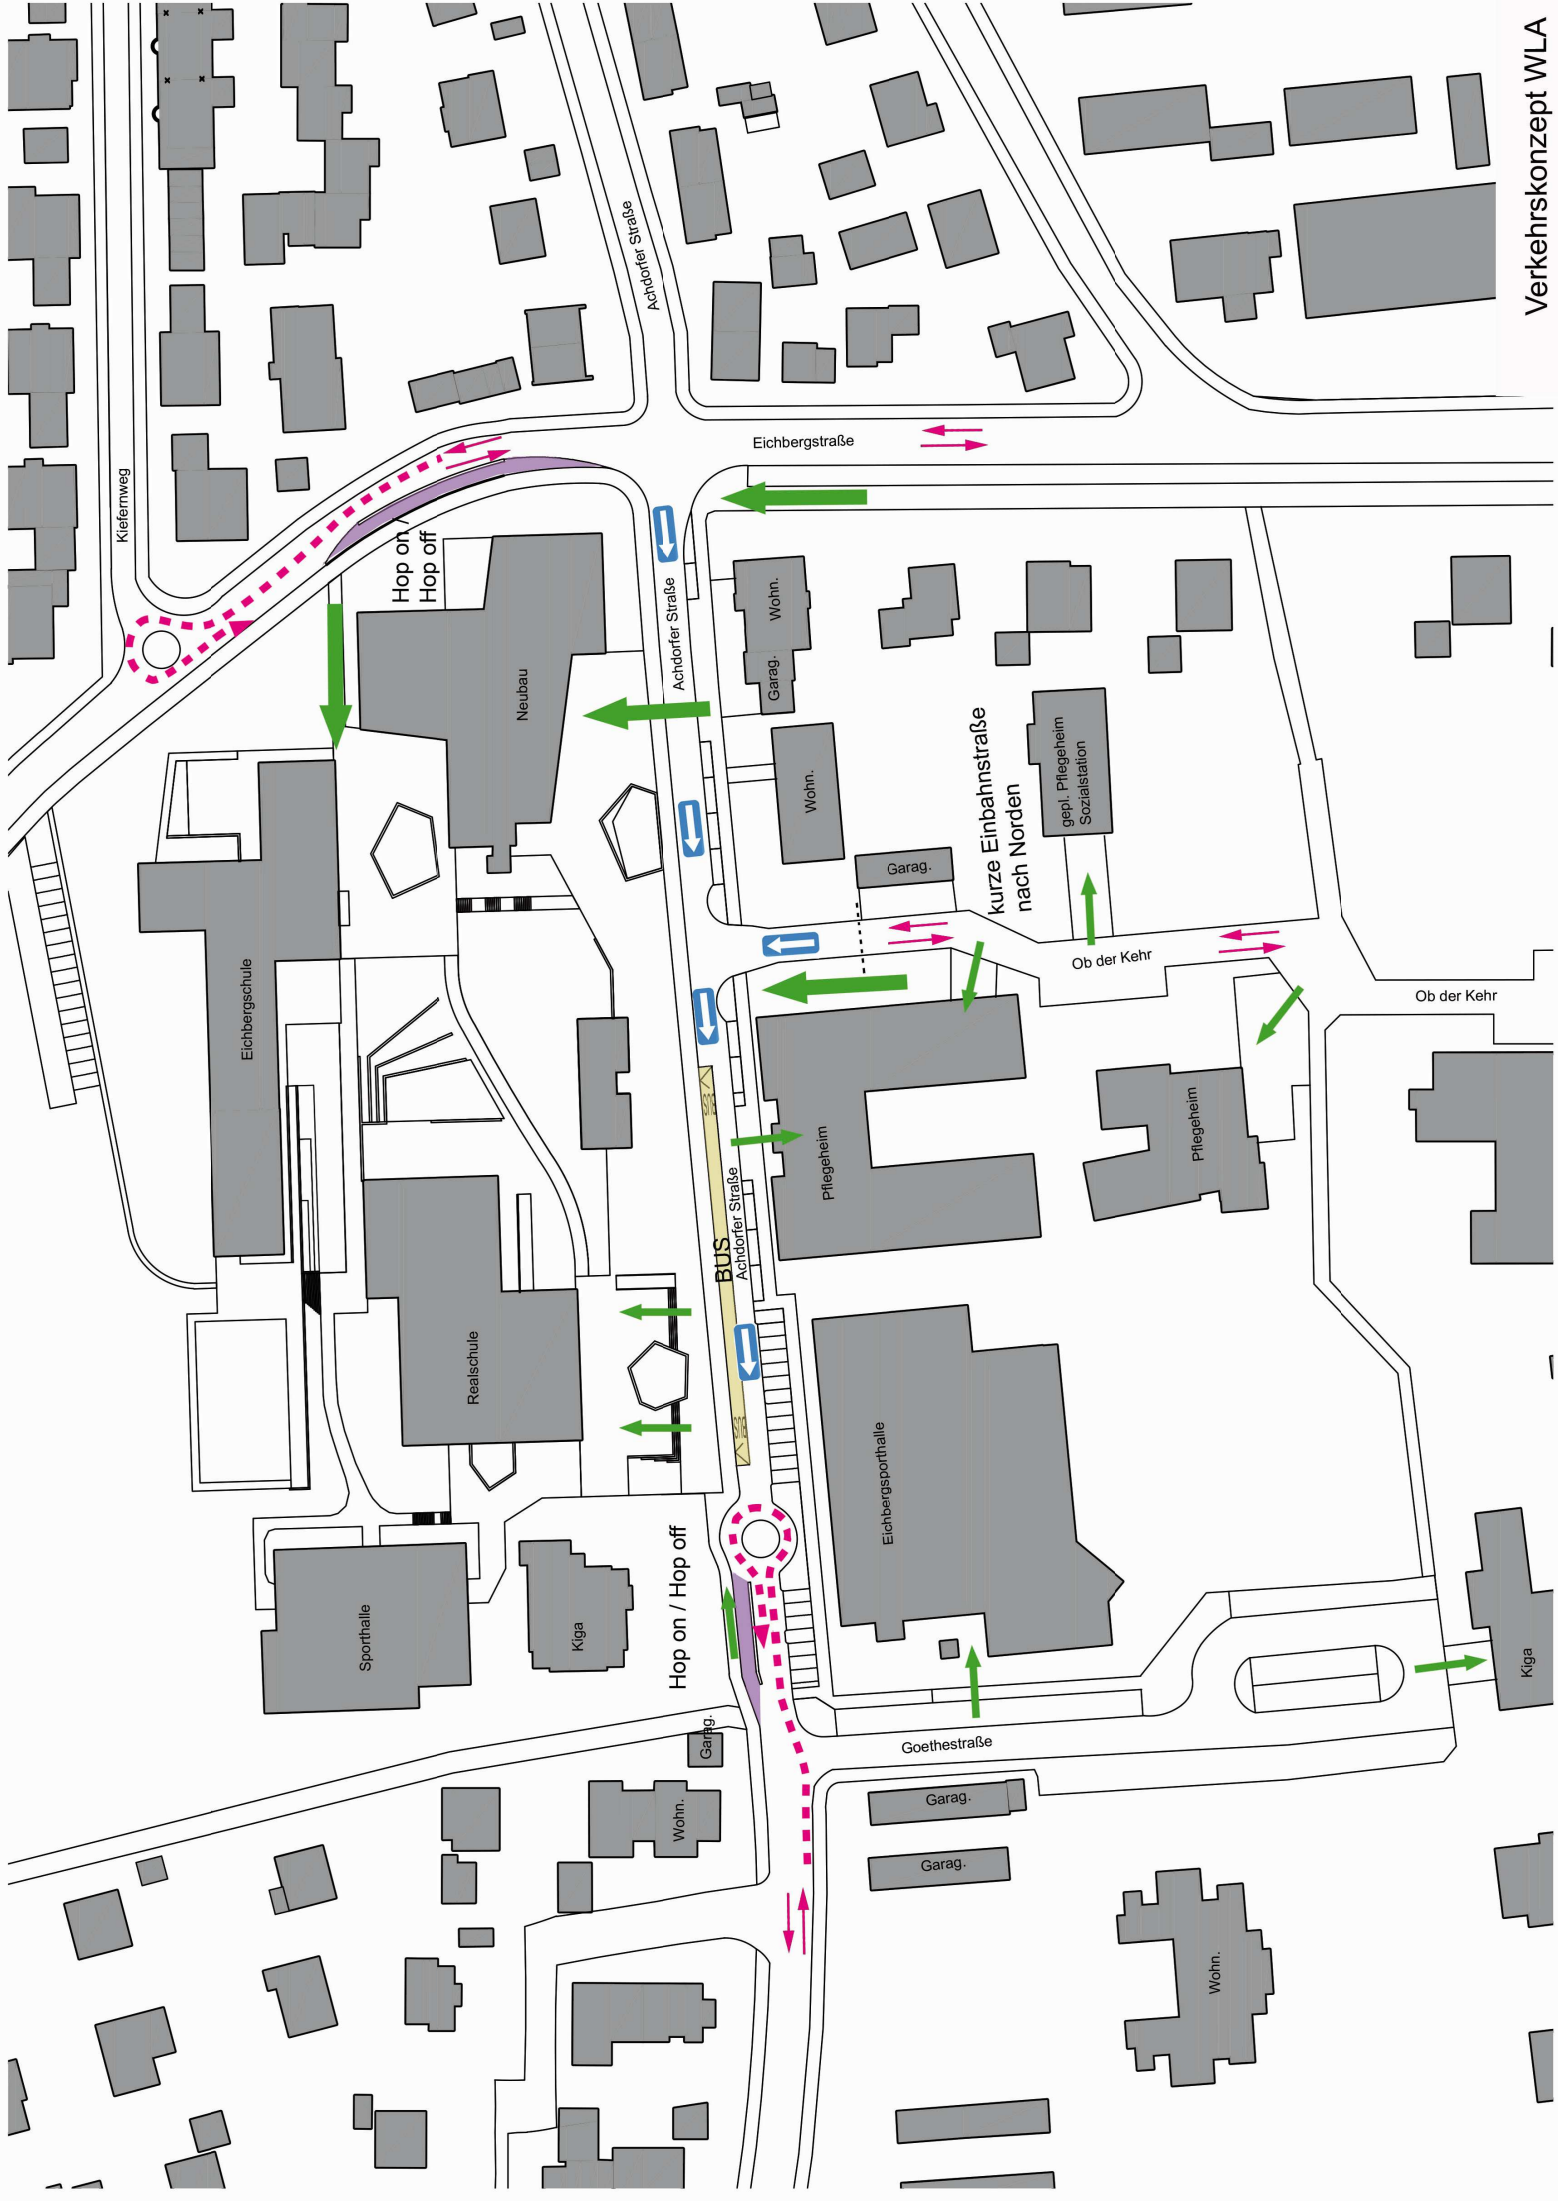 Verkehrskonzept WLA
Achdorfer Straße
Eichbergstraße
Kiefernweg
Hop on /
Hop off
Achdorfer Straße
Wohn.
Garag.
Neubau
Wohn.
kurze Einbahnstraße
nach Norden
gepl. Pflegeheim
Sozialstation
Garag.
Ob der Kehr
Ob der Kehr
Eichbergschule
BUS
Pflegeheim
Pflegeheim
BUS
Achdorfer Straße
Realschule
BUS
Eichbergsporthalle
Hop on / Hop off
Sporthalle
Kiga
Kiga
Garag.
Goethestraße
Wohn.
Garag.
Garag.
Wohn.